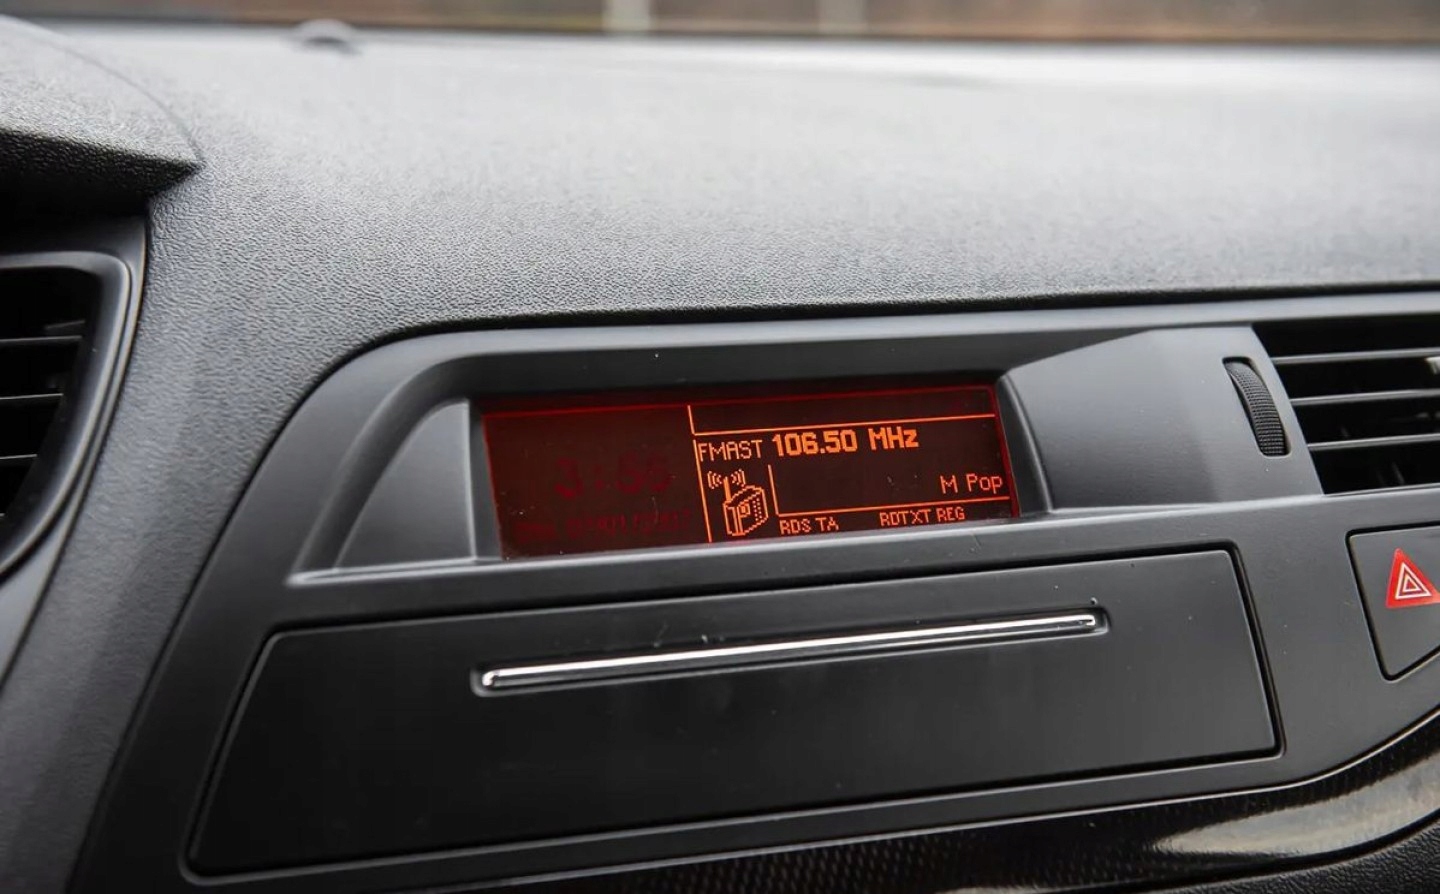 FMAST 106.50 MHz
M Pop
RDS TA RDTXT REG